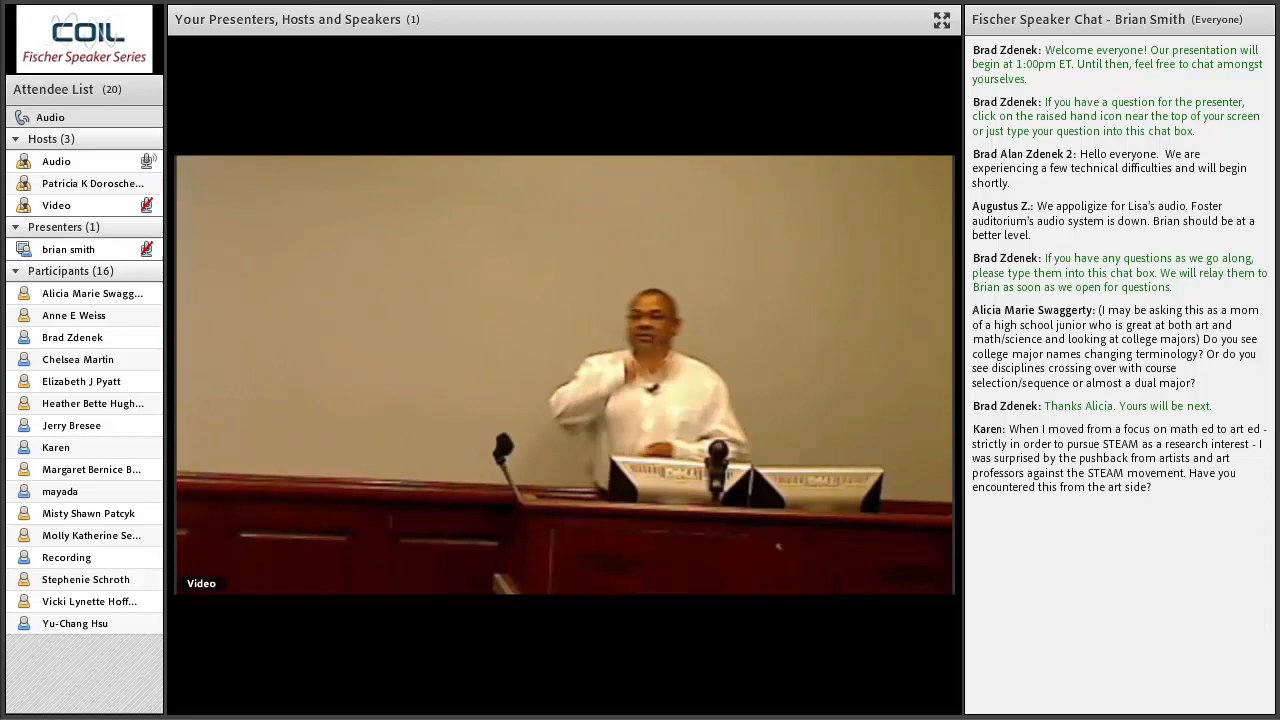 COIL
Fischer Speaker Series
Attendee List (20)
Audio
Hosts (3)
Audio
Patricia K Dorosche...
Video
Presenters (1)
brian smith
Participants (16)
Alicia Marie Swagg...
Anne E Weiss
Brad Zdenek
Chelsea Martin
Elizabeth J Pyatt
Heather Bette Hugh...
Jerry Bresee
Karen
Margaret Bernice B...
mayada
Misty Shawn Patcyk
Molly Katherine Se...
Recording
Stephenie Schroth
Vicki Lynette Hoff...
Yu-Chang Hsu
Your Presenters, Hosts and Speakers (1)
Video
Fischer Speaker Chat - Brian Smith (Everyone)
Brad Zdenek: Welcome everyone! Our presentation will
begin at 1:00pm ET. Until then, feel free to chat amongst
yourselves.
Brad Zdenek: If you have a question for the presenter,
click on the raised hand icon near the top of your screen
or just type your question into this chat box.
Brad Alan Zdenek 2: Hello everyone. We are
experiencing a few technical difficulties and will begin
shortly.
Augustus Z.: We appoligize for Lisa's audio. Foster
auditorium's audio system is down. Brian should be at a
better level.
Brad Zdenek: If you have any questions as we go along,
please type them into this chat box. We will relay them to
Brian as soon as we open for questions.
Alicia Marie Swaggerty: (I may be asking this as a mom
of a high school junior who is great at both art and
math/science and looking at college majors) Do you see
college major names changing terminology? Or do you
see disciplines crossing over with course
selection/sequence or almost a dual major?
Brad Zdenek: Thanks Alicia. Yours will be next.
Karen: When I moved from a focus on math ed to art ed -
strictly in order to pursue STEAM as a research interest - I
was surprised by the pushback from artists and art
professors against the STEAM movement. Have you
encountered this from the art side?